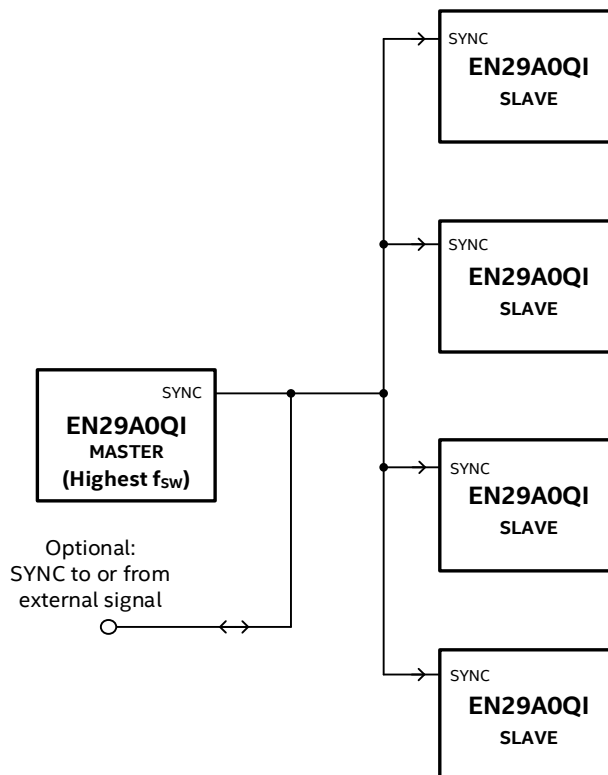 SYNC
EN29A0QI
SLAVE
SYNC
EN29A0QI
SLAVE
SYNC
EN29A0QI
MASTER
(Highest fsw)
SYNC
EN29A0QI
SLAVE
Optional:
SYNC to or from
external signal
SYNC
EN29A0QI
SLAVE